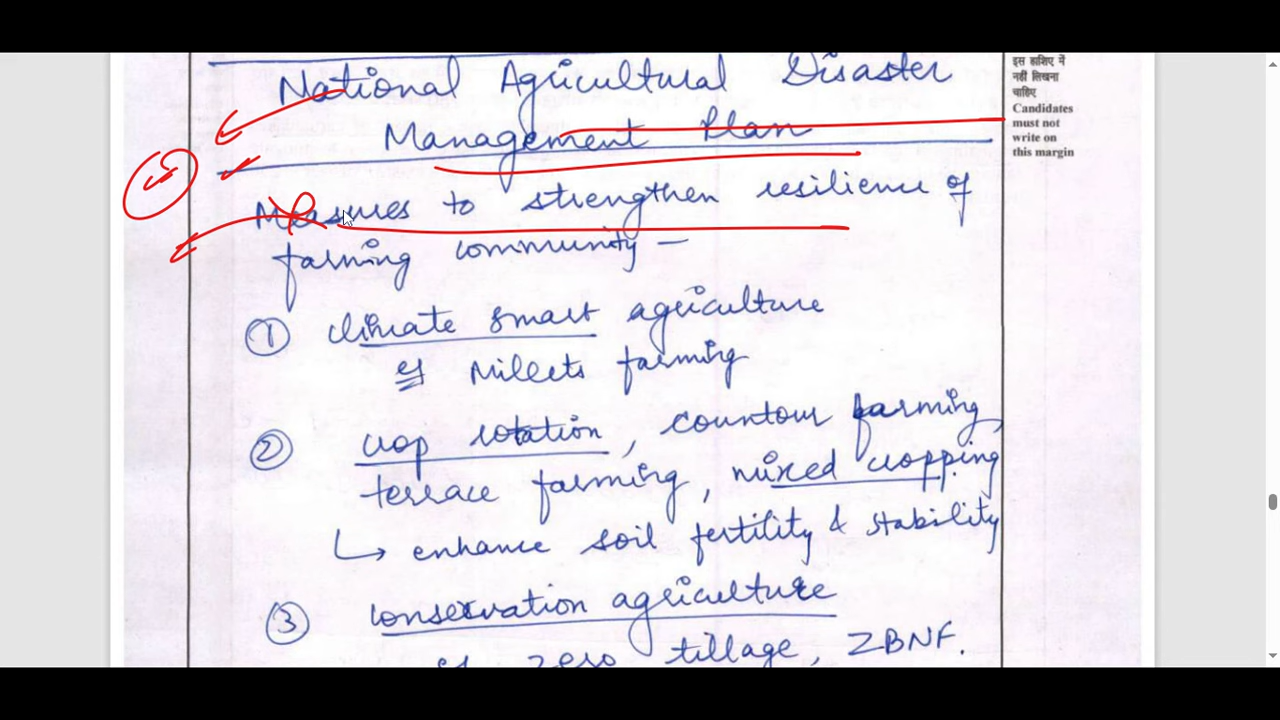 National Agricultural Disaster
Management Plan
Measures to strengthen resilience of
farming community –
① climate smart agriculture
eg Millets farming
② crop rotation, countour farming,
terrace farming, mixed cropping
↳ enhance soil fertility & stability
③ conservation agriculture
eg zero tillage, ZBNF.
इस हाशिए में
नहीं लिखना
चाहिए
Candidates
must not
write on
this margin